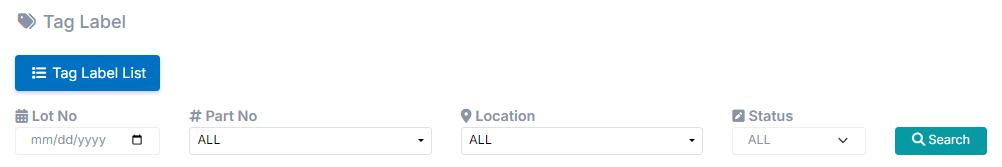 Tag Label
Tag Label List
Lot No # Part No Location Status
mm/dd/yyyy ALL ALL ALL Search